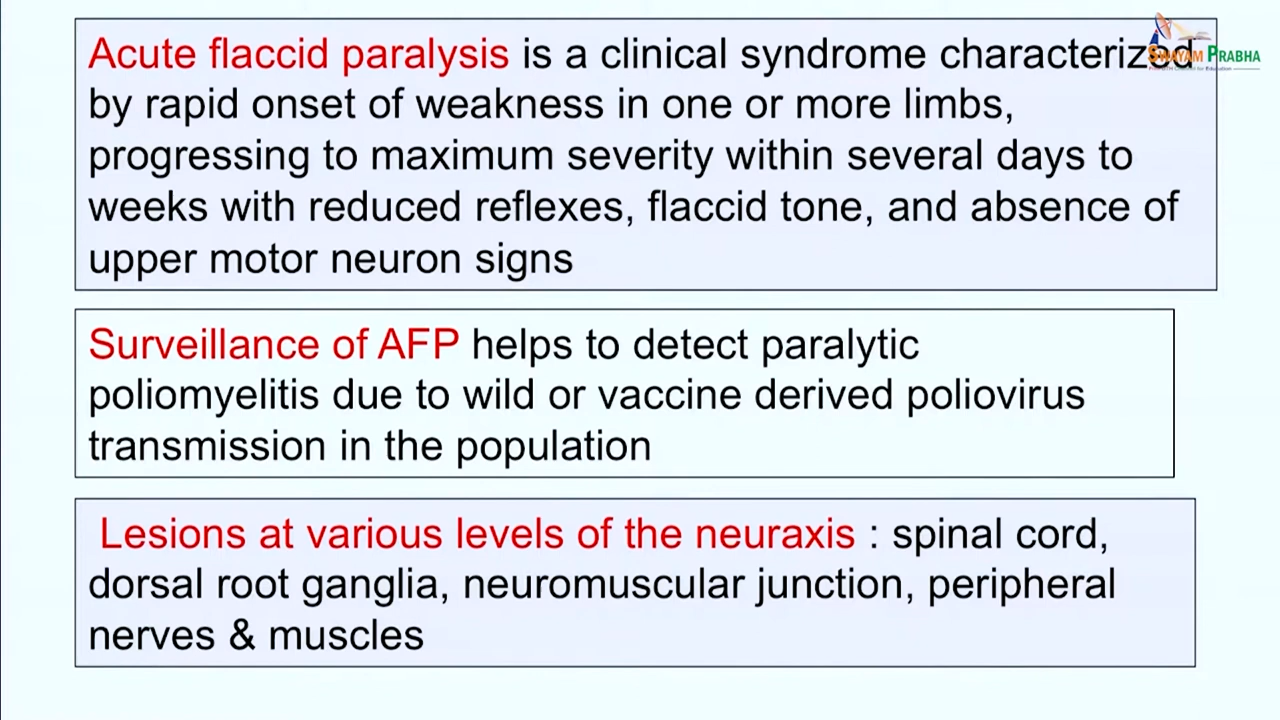 SWAYAM PRABHA
Acute flaccid paralysis is a clinical syndrome characterized
by rapid onset of weakness in one or more limbs,
progressing to maximum severity within several days to
weeks with reduced reflexes, flaccid tone, and absence of
upper motor neuron signs
Surveillance of AFP helps to detect paralytic
poliomyelitis due to wild or vaccine derived poliovirus
transmission in the population
Lesions at various levels of the neuraxis : spinal cord,
dorsal root ganglia, neuromuscular junction, peripheral
nerves & muscles